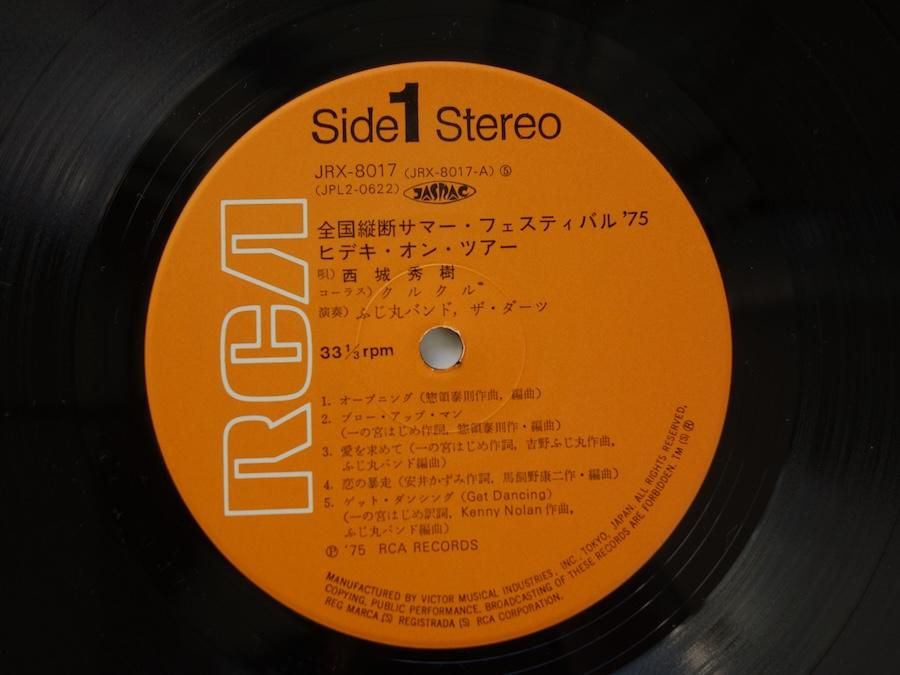 Side 1 Stereo
JRX-8017 (JRX-8017-A) ⑤
(JPL2-0622) JASRAC
全国縦断サマー・フェスティバル '75
ヒデキ・オン・ツアー
唄) 西城秀樹
コーラス) クルクル
演奏) ふじ丸バンド, ザ・ダーツ
33 1/3 rpm
1. オープニング (惣領泰則作曲, 編曲)
2. ブロー・アップ・マン
(一の宮はじめ作詞, 惣領泰則作・編曲)
3. 愛を求めて (一の宮はじめ作詞, 吉野ふじ丸作曲,
ふじ丸バンド編曲)
4. 恋の暴走 (安井かずみ作詞, 馬飼野康二作・編曲)
5. ゲット・ダンシング (Get Dancing)
(一の宮はじめ訳詞, Kenny Nolan 作曲,
ふじ丸バンド編曲)
Ⓟ '75 RCA RECORDS
MANUFACTURED BY VICTOR MUSICAL INDUSTRIES, INC., TOKYO, JAPAN. ALL RIGHTS RESERVED,
COPYING, PUBLIC PERFORMANCE, BROADCASTING OF THESE RECORDS ARE FORBIDDEN. TM (S) ®
REG MARCA (S) REGISTRADA (S) RCA CORPORATION.
RCA